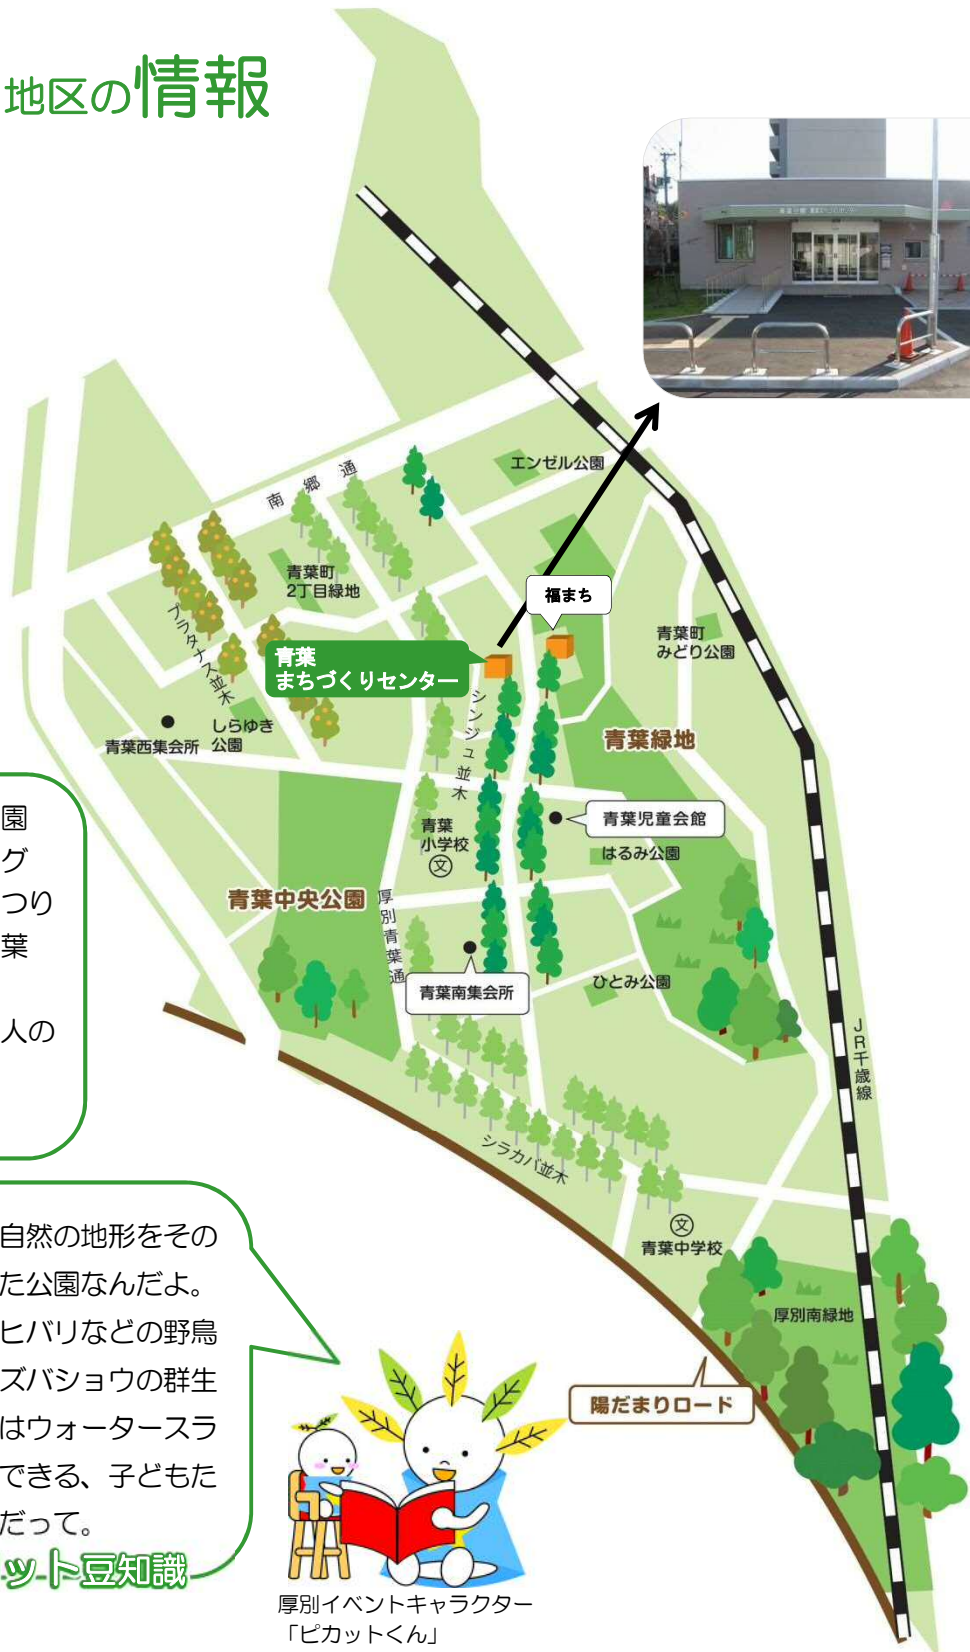 地区の情報
エンゼル公園
南郷通
青葉町
2丁目緑地
福まち
青葉町
みどり公園
プラタナス並木
青葉
まちづくりセンター
シンジュ並木
しらゆき
公園
青葉西集会所
青葉緑地
青葉
小学校
文
青葉児童会館
はるみ公園
青葉中央公園
厚別青葉通
青葉南集会所
ひとみ公園
JR千歳線
シラカバ並木
文
青葉中学校
厚別南緑地
陽だまりロード
園
グ
つり
葉
人の
自然の地形をその
た公園なんだよ。
ヒバリなどの野鳥
ズバショウの群生
はウォータースラ
できる、子どもた
だって。
ット豆知識
厚別イベントキャラクター
「ピカットくん」